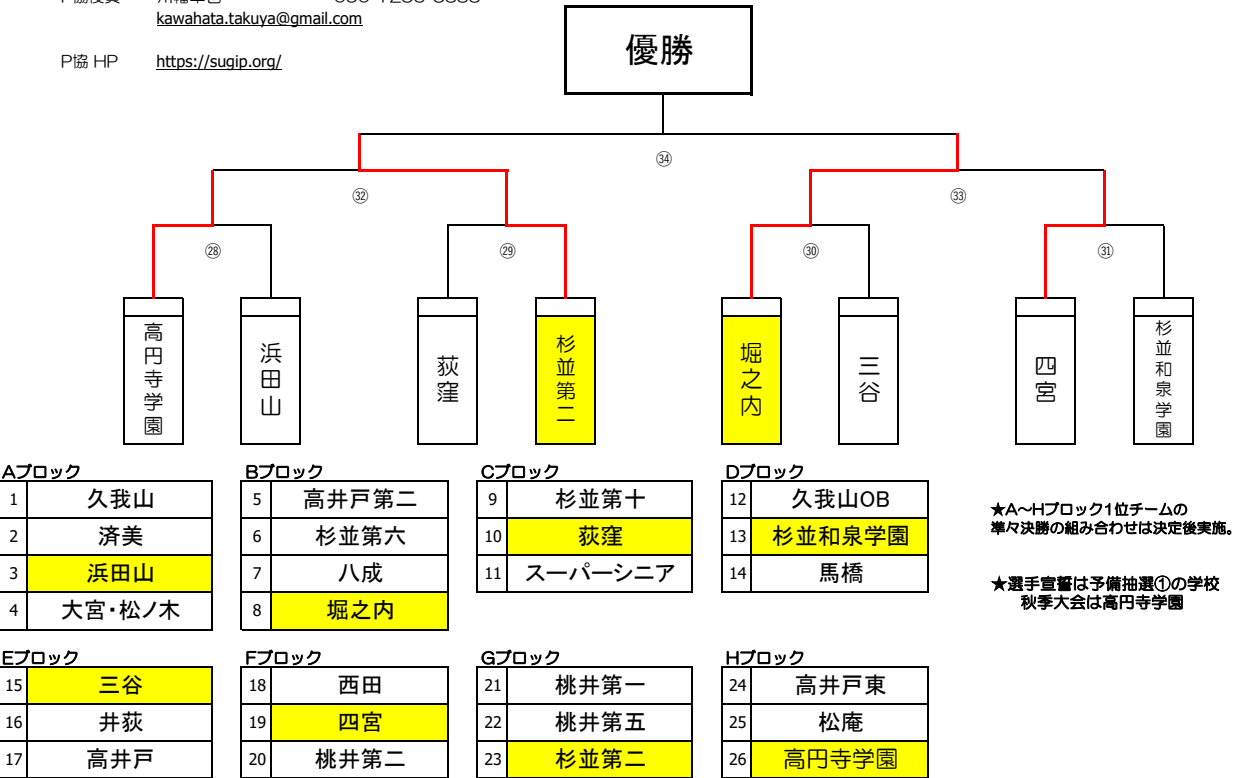 kawahata.takuya@gmail.com
P協 HP https://sugip.org/
優勝
㉞
㉜ ㉝
㉘ ㉙ ㉚ ㉛
高円寺学園
浜田山
荻窪
杉並第二
堀之内
三谷
四宮
杉並和泉学園
Aブロック
1 久我山
2 済美
3 浜田山
4 大宮・松ノ木
Bブロック
5 高井戸第二
6 杉並第六
7 八成
8 堀之内
Cブロック
9 杉並第十
10 荻窪
11 スーパーシニア
Dブロック
12 久我山OB
13 杉並和泉学園
14 馬橋
★A~Hブロック1位チームの
準々決勝の組み合わせは決定後実施。
★選手宣誓は予備抽選①の学校
秋季大会は高円寺学園
Eブロック
15 三谷
16 井荻
17 高井戸
Fブロック
18 西田
19 四宮
20 桃井第二
Gブロック
21 桃井第一
22 桃井第五
23 杉並第二
Hブロック
24 高井戸東
25 松庵
26 高円寺学園